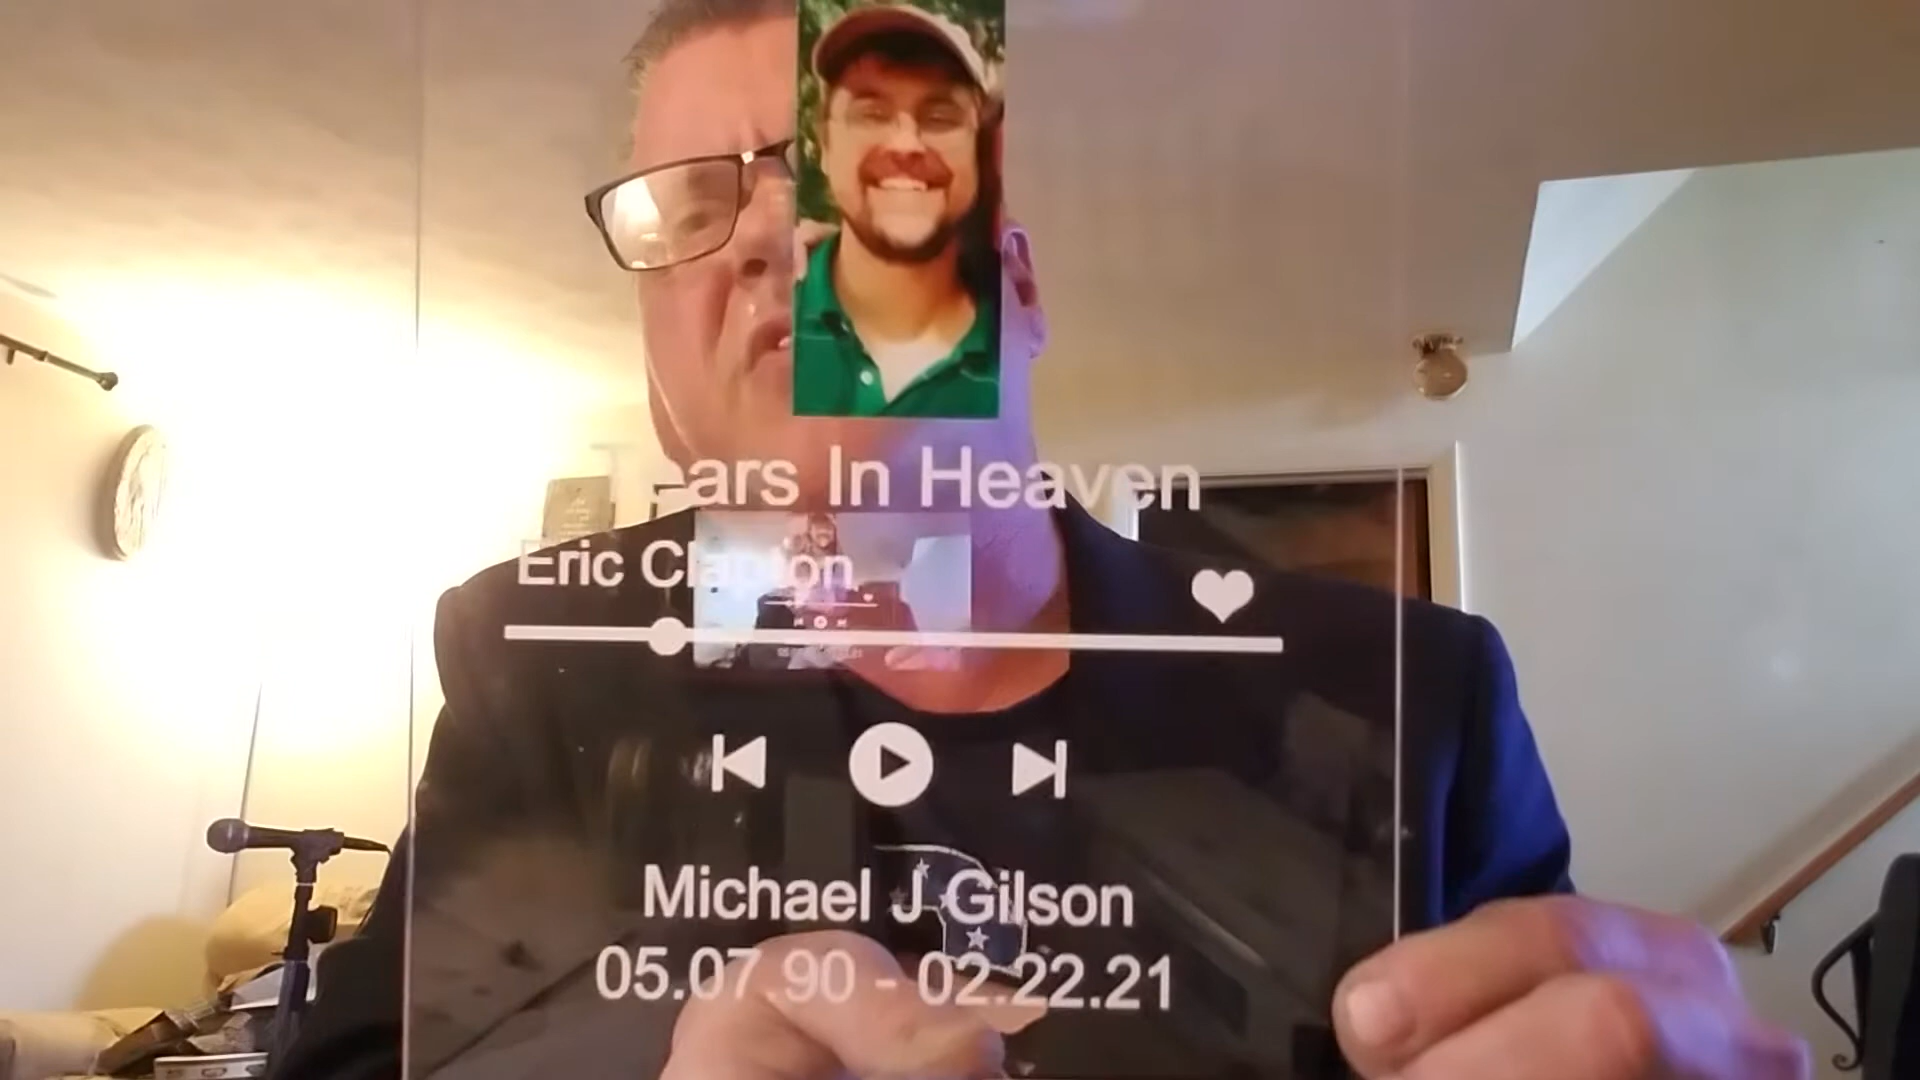 Tears In Heaven
Eric Clapton
Michael J Gilson
05.07.90 - 02.22.21